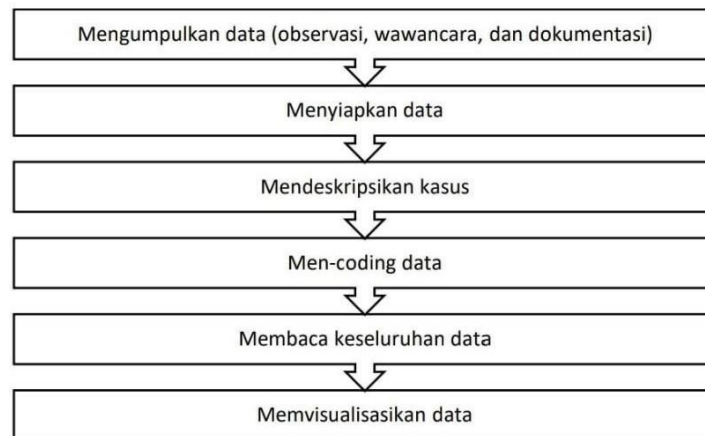 Mengumpulkan data (observasi, wawancara, dan dokumentasi)
Menyiapkan data
Mendeskripsikan kasus
Men-coding data
Membaca keseluruhan data
Memvisualisasikan data